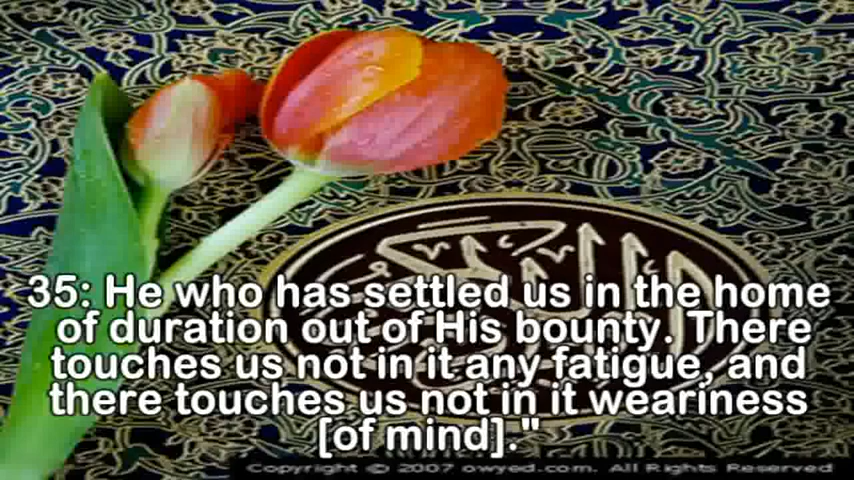 35: He who has settled us in the home
of duration out of His bounty. There
touches us not in it any fatigue, and
there touches us not in it weariness
[of mind]."
Copyright © 2007 owyed.com. All Rights Reserved